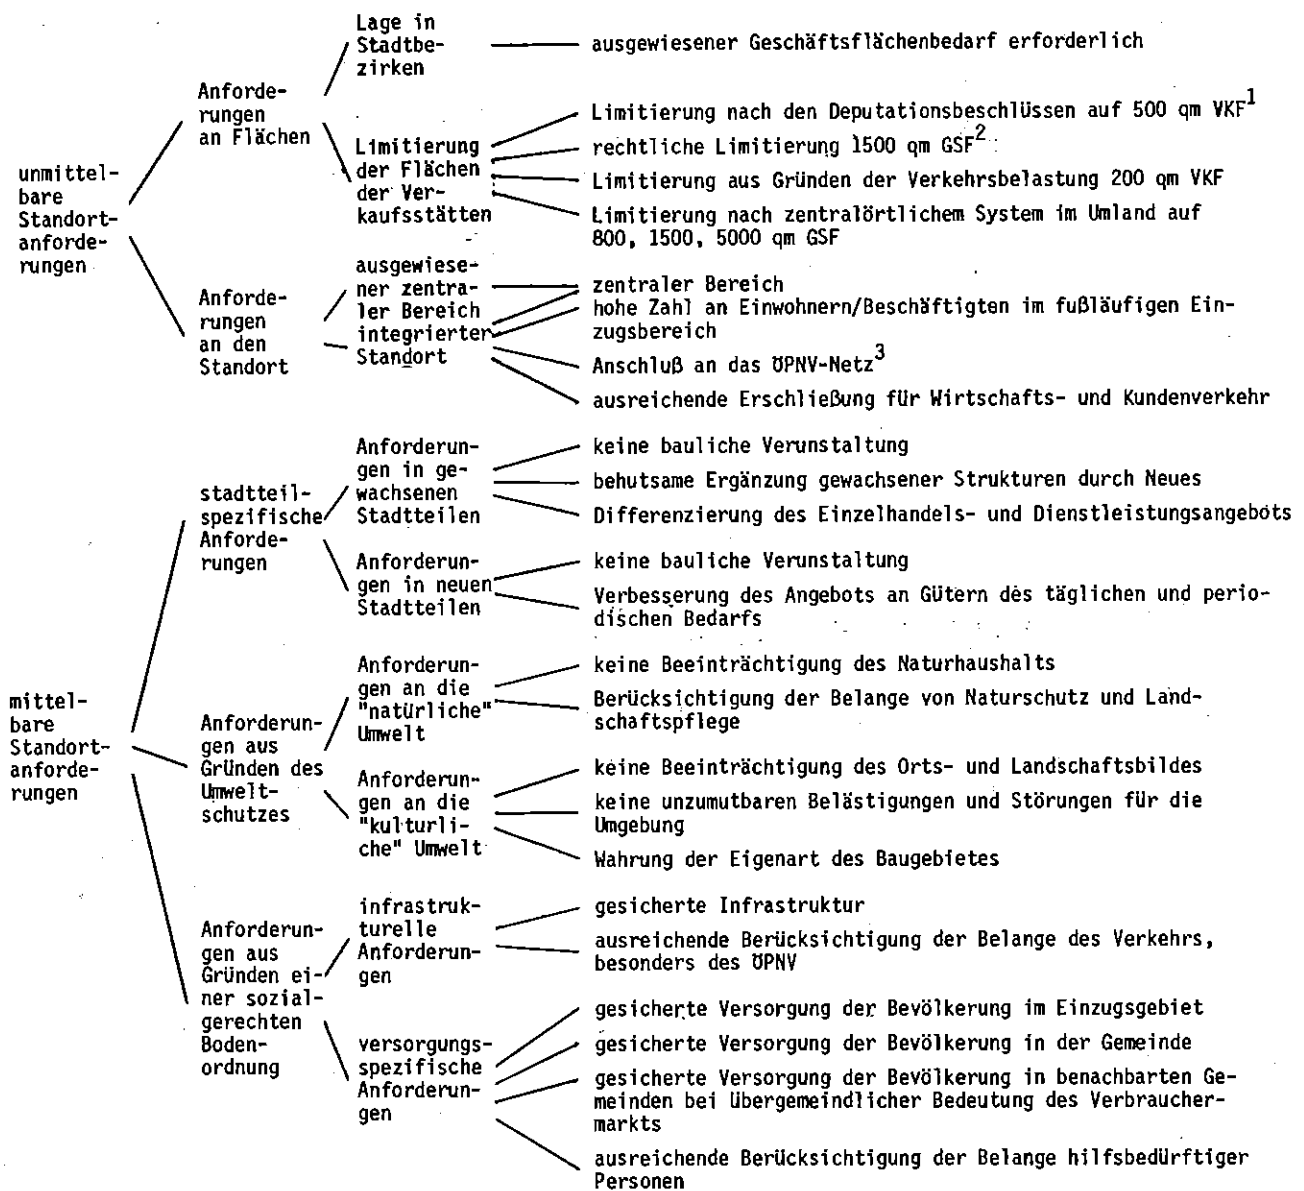 unmittel-
bare
Standort-
anforde-
rungen
Anforde-
rungen
an Flächen
Lage in
Stadtbe-
zirken
ausgewiesener Geschäftsflächenbedarf erforderlich
Limitierung
der Flächen
der Ver-
kaufsstätten
Limitierung nach den Deputationsbeschlüssen auf 500 qm VKF1
rechtliche Limitierung 1500 qm GSF2
Limitierung aus Gründen der Verkehrsbelastung 200 qm VKF
Limitierung nach zentralörtlichem System im Umland auf
800, 1500, 5000 qm GSF
Anforde-
rungen
an den
Standort
ausgewiese-
ner zentra-
ler Bereich
integrierter
Standort
zentraler Bereich
hohe Zahl an Einwohnern/Beschäftigten im fußläufigen Ein-
zugsbereich
Anschluß an das ÖPNV-Netz3
ausreichende Erschließung für Wirtschafts- und Kundenverkehr
mittel-
bare
Standort-
anforde-
rungen
stadtteil-
spezifische
Anforde-
rungen
Anforderun-
gen in ge-
wachsenen
Stadtteilen
keine bauliche Verunstaltung
behutsame Ergänzung gewachsener Strukturen durch Neues
Differenzierung des Einzelhandels- und Dienstleistungsangebots
Anforderun-
gen in neuen
Stadtteilen
keine bauliche Verunstaltung
Verbesserung des Angebots an Gütern des täglichen und perio-
dischen Bedarfs
Anforderun-
gen aus
Gründen des
Umwelt-
schutzes
Anforderun-
gen an die
"natürliche"
Umwelt
keine Beeinträchtigung des Naturhaushalts
Berücksichtigung der Belange von Naturschutz und Land-
schaftspflege
Anforderun-
gen an die
"kulturli-
che" Umwelt
keine Beeinträchtigung des Orts- und Landschaftsbildes
keine unzumutbaren Belästigungen und Störungen für die
Umgebung
Wahrung der Eigenart des Baugebietes
Anforderun-
gen aus
Gründen ei-
ner sozial-
gerechten
Boden-
ordnung
infrastruk-
turelle
Anforderun-
gen
gesicherte Infrastruktur
ausreichende Berücksichtigung der Belange des Verkehrs,
besonders des ÖPNV
versorgungs-
spezifische
Anforderun-
gen
gesicherte Versorgung der Bevölkerung im Einzugsgebiet
gesicherte Versorgung der Bevölkerung in der Gemeinde
gesicherte Versorgung der Bevölkerung in benachbarten Ge-
meinden bei übergemeindlicher Bedeutung des Verbraucher-
markts
ausreichende Berücksichtigung der Belange hilfsbedürftiger
Personen